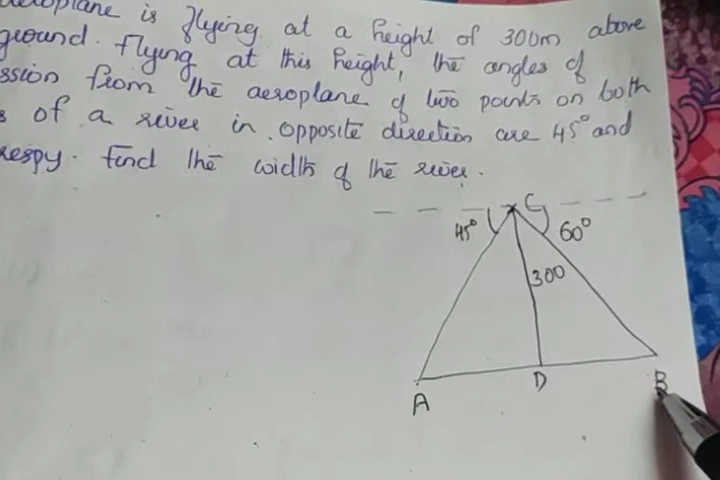 aeroplane is flying at a height of 300m above
ground. flying at this height, the angles of
ssion from the aeroplane of two points on both
s of a river in opposite direction are 45° and
respy. find the width of the river.
C
45° 60°
300
A D B